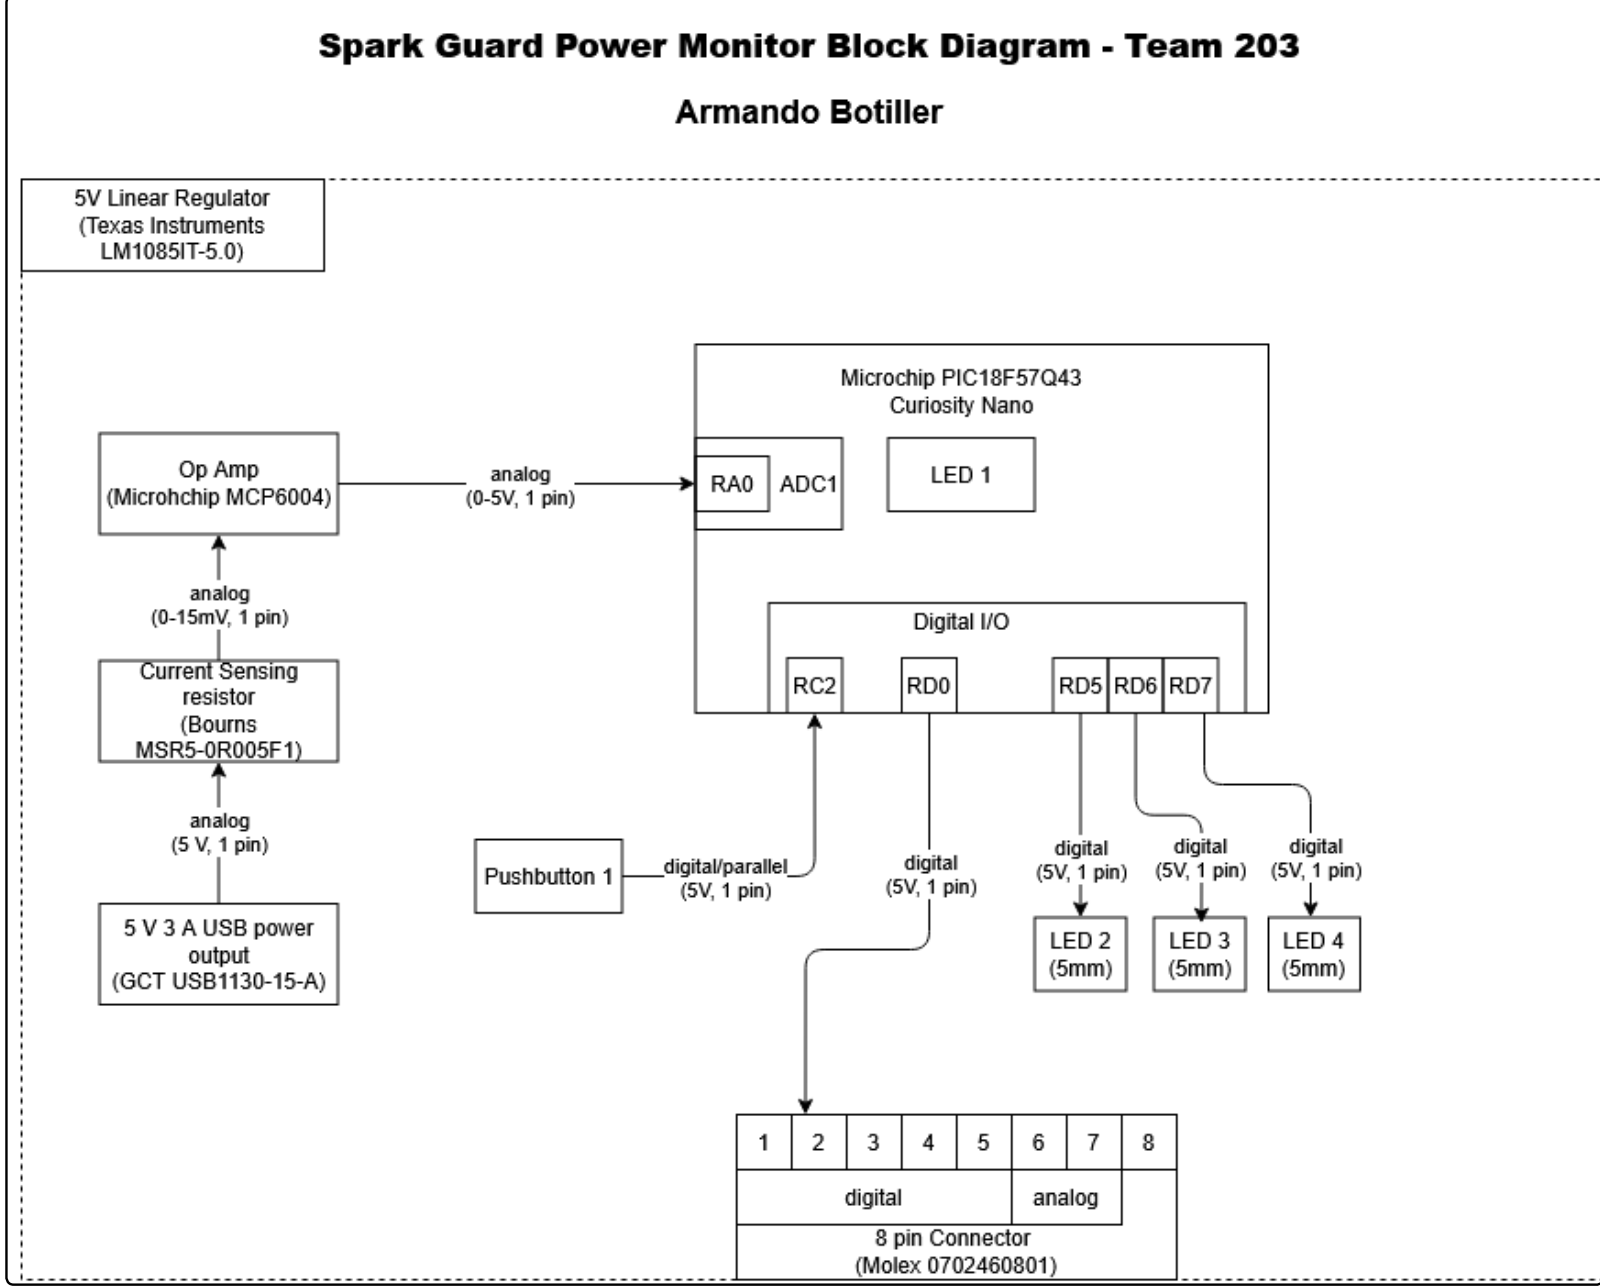 Spark Guard Power Monitor Block Diagram - Team 203
Armando Botiller
5V Linear Regulator
(Texas Instruments
LM1085IT-5.0)
Microchip PIC18F57Q43
Curiosity Nano
Op Amp
(Microhchip MCP6004)
analog
(0-5V, 1 pin)
RA0
ADC1
LED 1
analog
(0-15mV, 1 pin)
Digital I/O
Current Sensing
resistor
(Bourns
MSR5-0R005F1)
RC2
RD0
RD5
RD6
RD7
analog
(5 V, 1 pin)
Pushbutton 1
digital/parallel
(5V, 1 pin)
digital
(5V, 1 pin)
digital
(5V, 1 pin)
digital
(5V, 1 pin)
digital
(5V, 1 pin)
5 V 3 A USB power
output
(GCT USB1130-15-A)
LED 2
(5mm)
LED 3
(5mm)
LED 4
(5mm)
1 2 3 4 5 6 7 8
digital
analog
8 pin Connector
(Molex 0702460801)